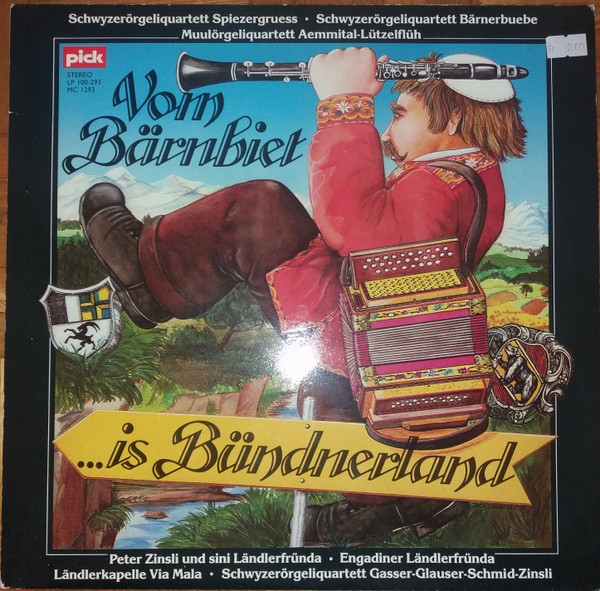 Schwyzerörgeliquartett Spiezergruess · Schwyzerörgeliquartett Bärnerbuebe
Muulörgeliquartett Aemmital-Lützelflüh
pick
STEREO
LP 100-293
MC 1293
Vom
Bärnbiet
...is Bündnerland
Peter Zinsli und sini Ländlerfründa · Engadiner Ländlerfründa
Ländlerkapelle Via Mala · Schwyzerörgeliquartett Gasser-Glauser-Schmid-Zinsli